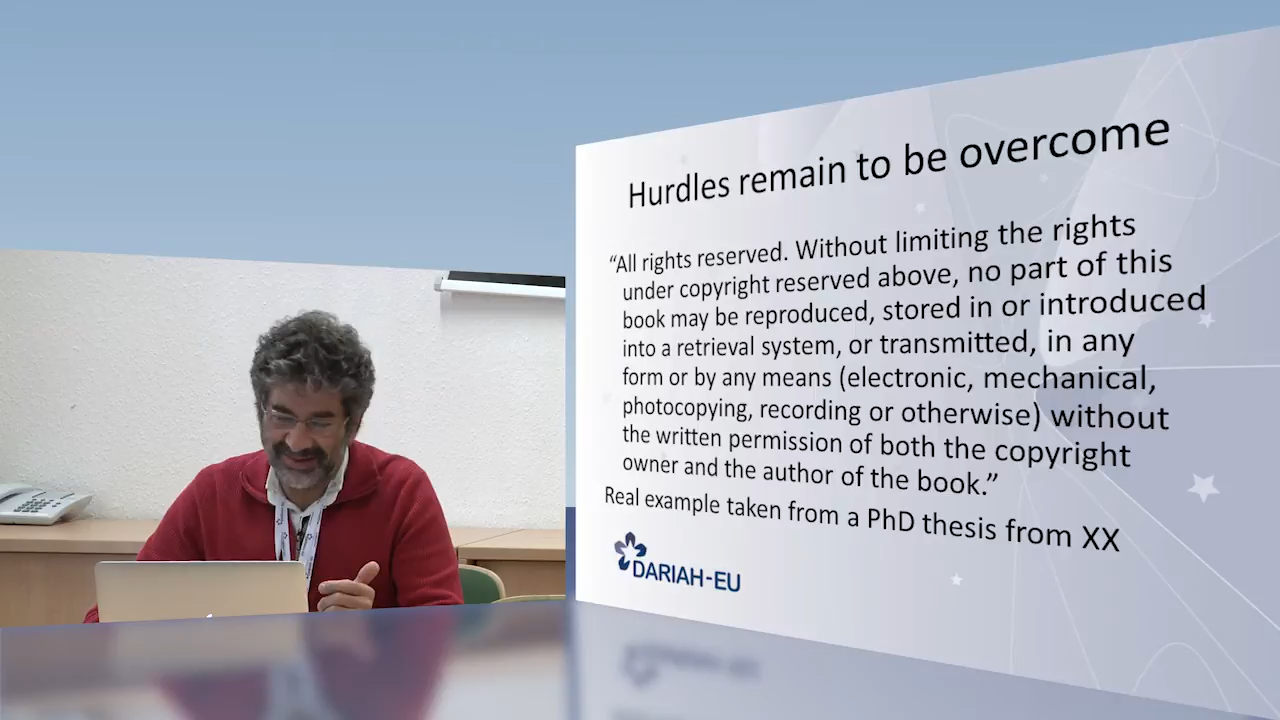 Hurdles remain to be overcome
“All rights reserved. Without limiting the rights
under copyright reserved above, no part of this
book may be reproduced, stored in or introduced
into a retrieval system, or transmitted, in any
form or by any means (electronic, mechanical,
photocopying, recording or otherwise) without
the written permission of both the copyright
owner and the author of the book.”
Real example taken from a PhD thesis from XX
DARIAH-EU